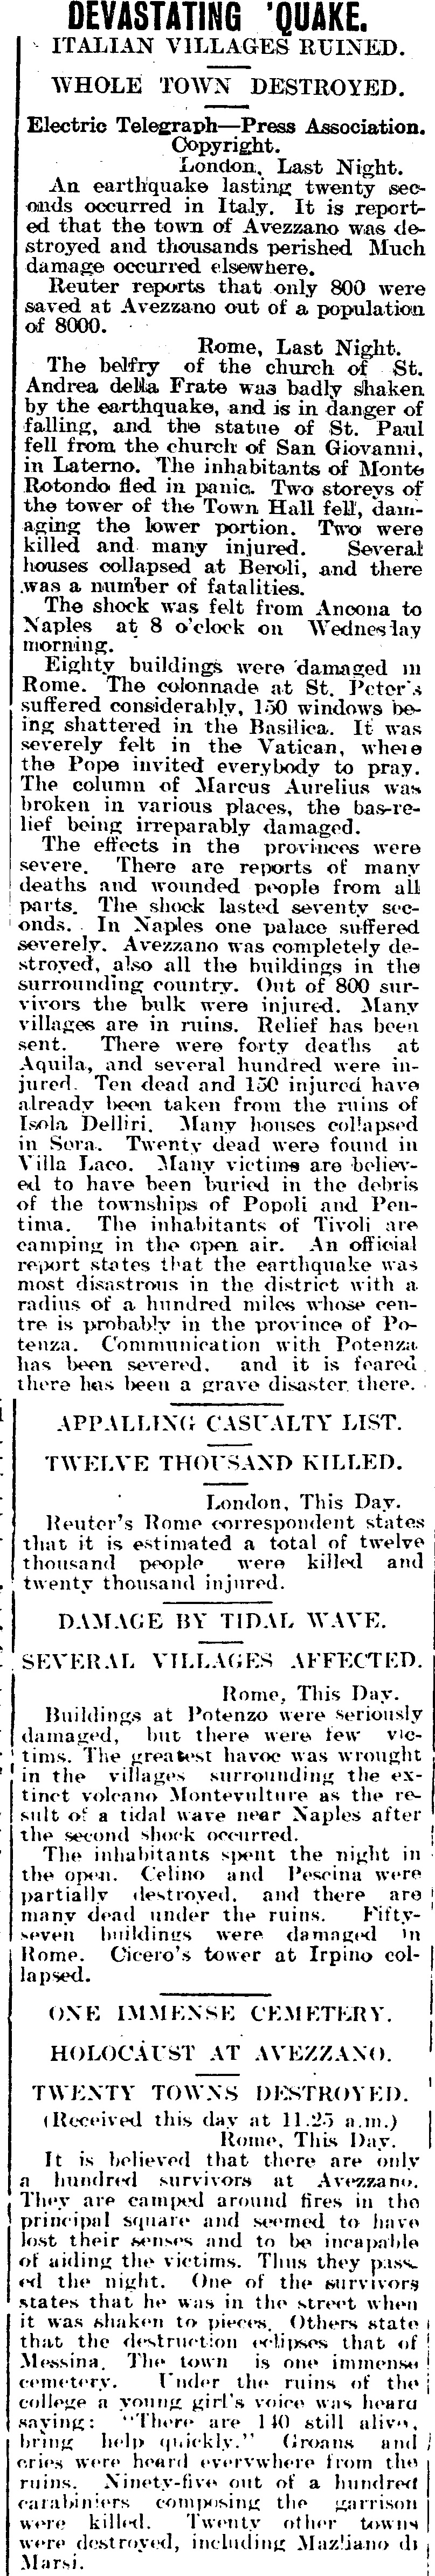 DEVASTATING 'QUAKE.
ITALIAN VILLAGES RUINED.
WHOLE TOWN DESTROYED.
Electric Telegraph—Press Association.
Copyright.
London, Last Night.
An earthquake lasting twenty sec-
onds occurred in Italy. It is report-
ed that the town of Avezzano was de-
stroyed and thousands perished Much
damage occurred elsewhere.
Reuter reports that only 800 were
saved at Avezzano out of a population
of 8000.
Rome, Last Night.
The belfry of the church of St.
Andrea della Frate was badly shaken
by the earthquake, and is in danger of
falling, and the statue of St. Paul
fell from the church of San Giovanni,
in Laterno. The inhabitants of Monte
Rotondo fled in panic. Two storeys of
the tower of the Town Hall fell, dam-
aging the lower portion. Two were
killed and many injured. Several
houses collapsed at Beroli, and there
was a number of fatalities.
The shock was felt from Ancona to
Naples at 8 o'clock on Wednesday
morning.
Eighty buildings were damaged in
Rome. The colonnade at St. Peter's
suffered considerably, 150 windows be-
ing shattered in the Basilica. It was
severely felt in the Vatican, where
the Pope invited everybody to pray.
The column of Marcus Aurelius was
broken in various places, the bas-re-
lief being irreparably damaged.
The effects in the provinces were
severe. There are reports of many
deaths and wounded people from all
parts. The shock lasted seventy sec-
onds. In Naples one palace suffered
severely. Avezzano was completely de-
stroyed, also all the buildings in the
surrounding country. Out of 800 sur-
vivors the bulk were injured. Many
villages are in ruins. Relief has been
sent. There were forty deaths at
Aquila, and several hundred were in-
jured. Ten dead and 150 injured have
already been taken from the ruins of
Isola Delliri. Many houses collapsed
in Sora. Twenty dead were found in
Villa Laco. Many victims are believ-
ed to have been buried in the debris
of the townships of Popoli and Pen-
tima. The inhabitants of Tivoli are
camping in the open air. An official
report states that the earthquake was
most disastrous in the district with a
radius of a hundred miles whose cen-
tre is probably in the province of Po-
tenza. Communication with Potenza
has been severed, and it is feared
there has been a grave disaster there.
APPALLING CASUALTY LIST.
TWELVE THOUSAND KILLED.
London, This Day.
Reuter's Rome correspondent states
that it is estimated a total of twelve
thousand people were killed and
twenty thousand injured.
DAMAGE BY TIDAL WAVE.
SEVERAL VILLAGES AFFECTED.
Rome, This Day.
Buildings at Potenzo were seriously
damaged, but there were few vic-
tims. The greatest havoc was wrought
in the villages surrounding the ex-
tinct volcano Montevulture as the re-
sult of a tidal wave near Naples after
the second shock occurred.
The inhabitants spent the night in
the open. Celino and Pescina were
partially destroyed, and there are
many dead under the ruins. Fifty-
seven buildings were damaged in
Rome. Cicero's tower at Irpino col-
lapsed.
ONE IMMENSE CEMETERY.
HOLOCAUST AT AVEZZANO.
TWENTY TOWNS DESTROYED.
(Received this day at 11.25 a.m.)
Rome, This Day.
It is believed that there are only
a hundred survivors at Avezzano.
They are camped around fires in the
principal square and seemed to have
lost their senses and to be incapable
of aiding the victims. Thus they pass-
ed the night. One of the survivors
states that he was in the street when
it was shaken to pieces. Others state
that the destruction eclipses that of
Messina. The town is one immense
cemetery. Under the ruins of the
college a young girl's voice was heard
saying: "There are 140 still alive,
bring help quickly." Groans and
cries were heard everywhere from the
ruins. Ninety-five out of a hundred
carabiniers composing the garrison
were killed. Twenty other towns
were destroyed, including Mazliano di
Marsi.